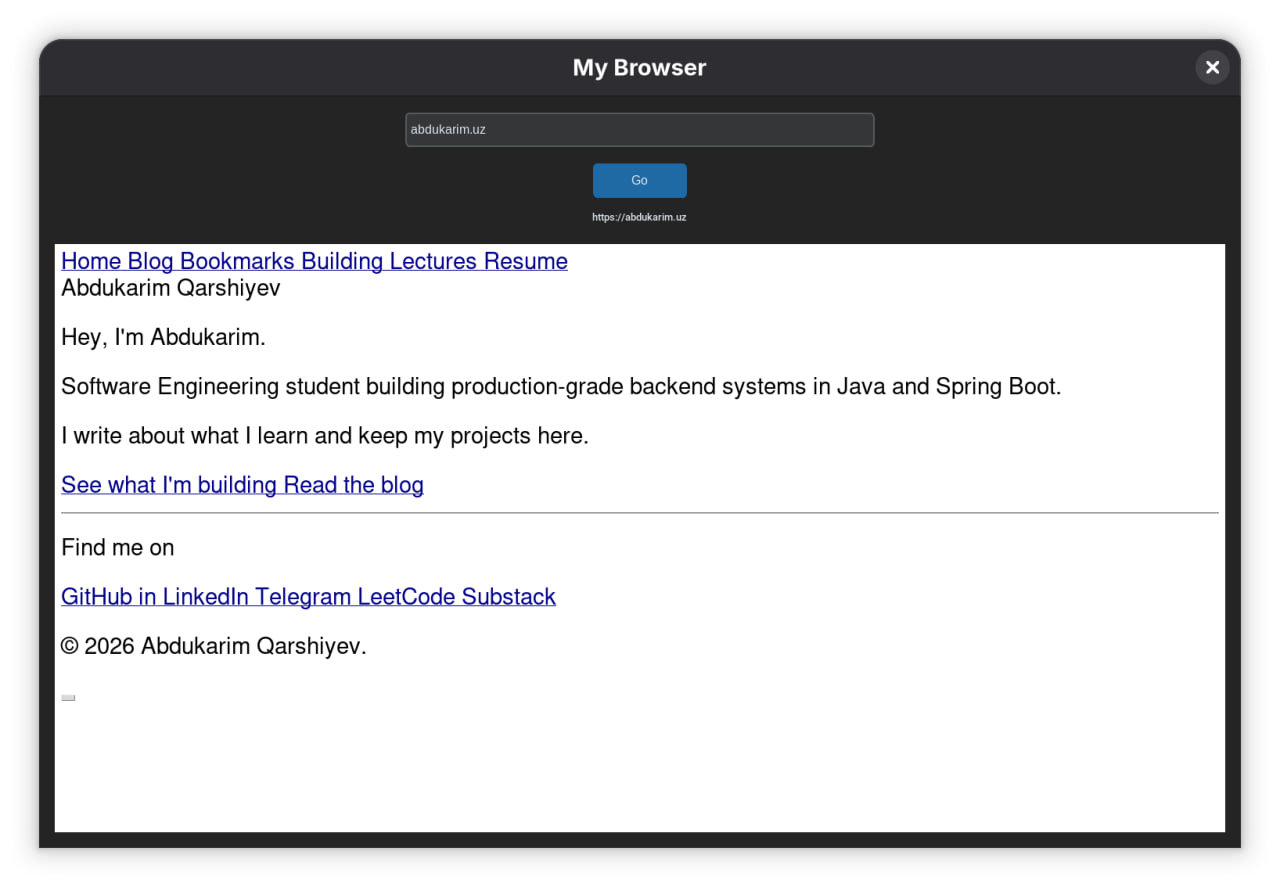 My Browser
abdukarim.uz
Go
https://abdukarim.uz
Home Blog Bookmarks Building Lectures Resume
Abdukarim Qarshiyev
Hey, I'm Abdukarim.
Software Engineering student building production-grade backend systems in Java and Spring Boot.
I write about what I learn and keep my projects here.
See what I'm building Read the blog
Find me on
GitHub in LinkedIn Telegram LeetCode Substack
© 2026 Abdukarim Qarshiyev.